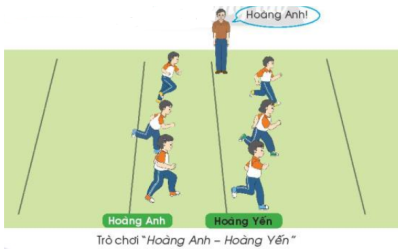 Hoàng Anh!
Hoàng Anh
Hoàng Yến
Trò chơi "Hoàng Anh – Hoàng Yến"